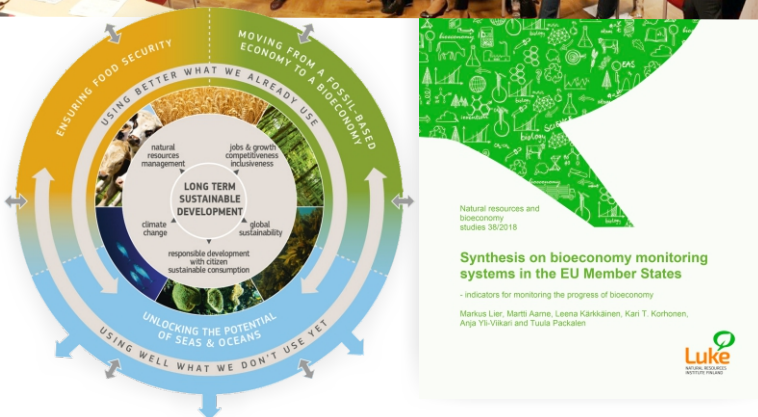 ENSURING FOOD SECURITY
MOVING FROM A FOSSIL-BASED
ECONOMY TO A BIOECONOMY
USING BETTER WHAT WE ALREADY USE
natural
resources
management
jobs & growth
competitiveness
inclusiveness
LONG TERM
SUSTAINABLE
DEVELOPMENT
climate
change
global
sustainability
responsible development
with citizen
sustainable consumption
UNLOCKING THE POTENTIAL
OF SEAS & OCEANS
USING WELL WHAT WE DON'T USE YET
biology
Natural resources and
bioeconomy
studies 38/2018
Synthesis on bioeconomy monitoring
systems in the EU Member States
- indicators for monitoring the progress of bioeconomy
Markus Lier, Martti Aarne, Leena Kärkkäinen, Kari T. Korhonen,
Anja Yli-Viikari and Tuula Packalen
Luke
NATURAL RESOURCES
INSTITUTE FINLAND